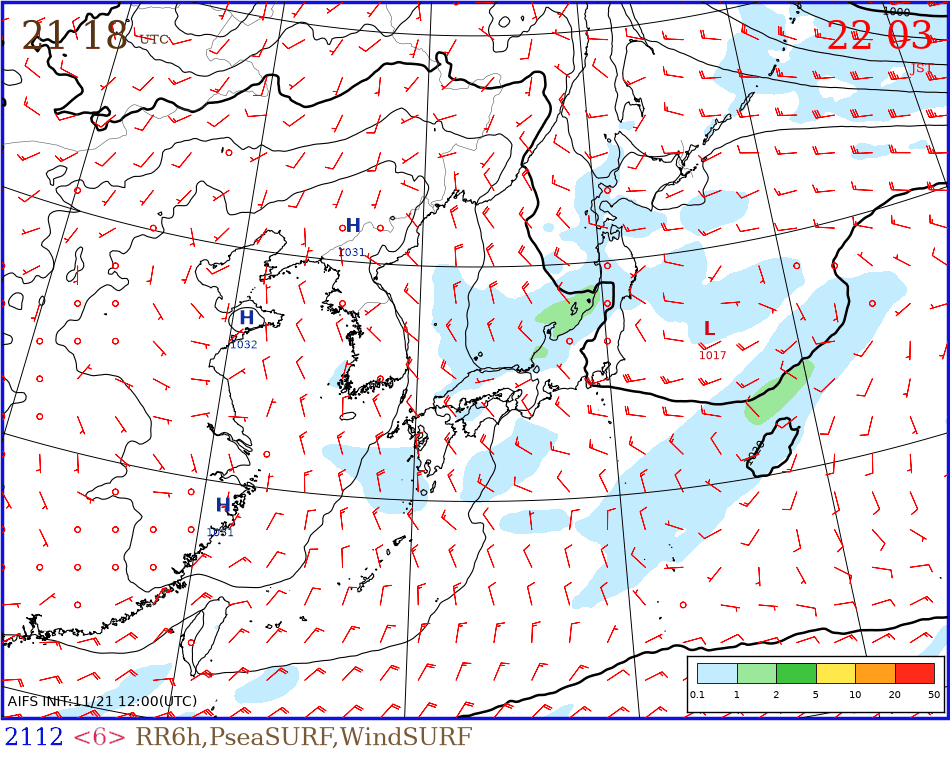 1000
21 18 UTC
22 03
JST
H
1031
H
1032
L
1017
1020
H
1031
0.1 1 2 5 10 20 50
AIFS INIT:11/21 12:00(UTC)
2112 <6> RR6h,PseaSURF,WindSURF